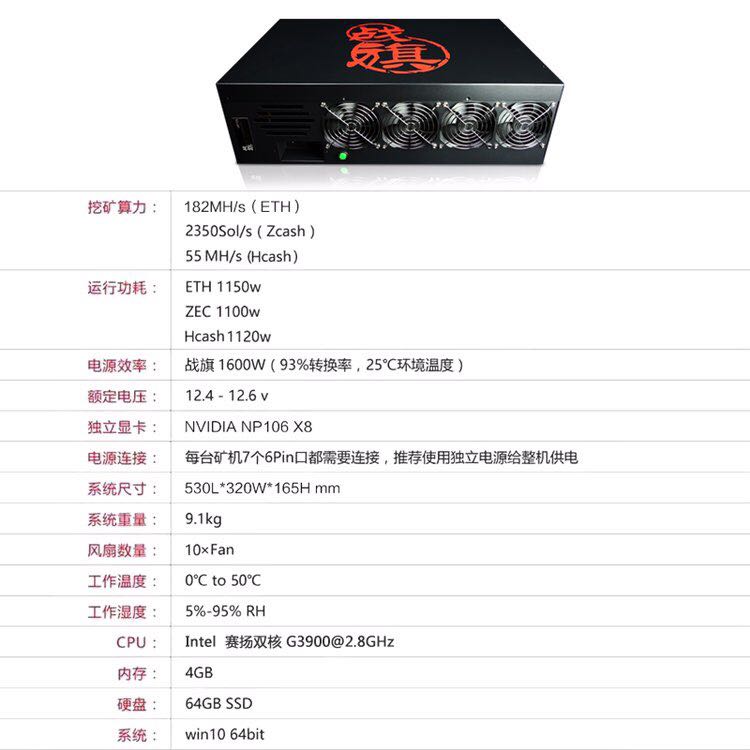 战旗
挖矿算力： 182MH/s（ETH）
2350Sol/s（Zcash）
55 MH/s (Hcash)
运行功耗： ETH 1150w
ZEC 1100w
Hcash 1120w
电源效率： 战旗 1600W（93%转换率，25℃环境温度）
额定电压： 12.4 - 12.6 v
独立显卡： NVIDIA NP106 X8
电源连接： 每台矿机7个6Pin口都需要连接，推荐使用独立电源给整机供电
系统尺寸： 530L*320W*165H mm
系统重量： 9.1kg
风扇数量： 10×Fan
工作温度： 0℃ to 50℃
工作湿度： 5%-95% RH
CPU： Intel 赛扬双核 G3900@2.8GHz
内存： 4GB
硬盘： 64GB SSD
系统： win10 64bit